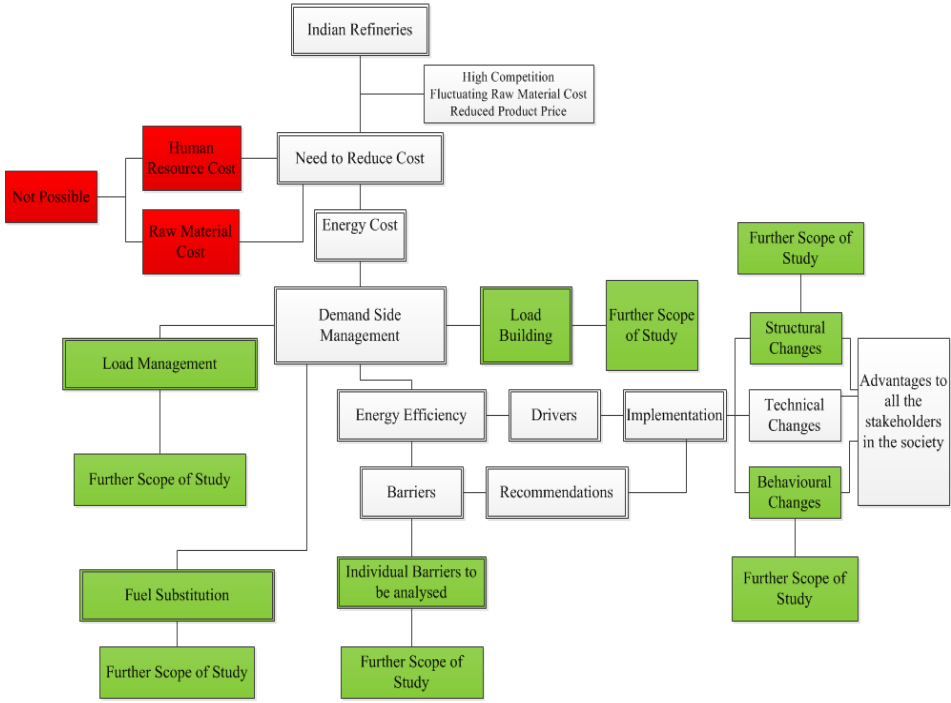 Indian Refineries
High Competition
Fluctuating Raw Material Cost
Reduced Product Price
Human
Resource Cost
Need to Reduce Cost
Not Possible
Raw Material
Cost
Energy Cost
Further Scope of
Study
Demand Side
Management
Load
Building
Further Scope
of Study
Structural
Changes
Load Management
Advantages to
all the
stakeholders
in the society
Energy Efficiency
Drivers
Implementation
Technical
Changes
Further Scope of Study
Barriers
Recommendations
Behavioural
Changes
Fuel Substitution
Individual Barriers to
be analysed
Further Scope of
Study
Further Scope of Study
Further Scope of
Study